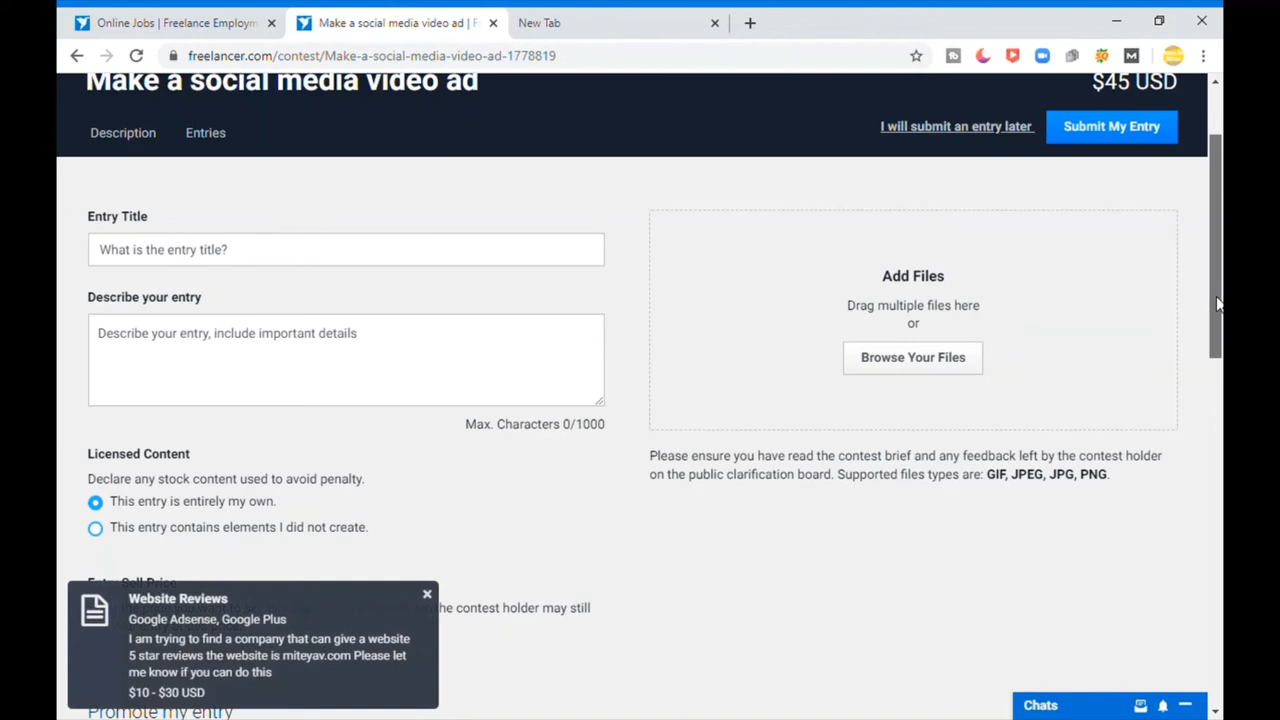 Online Jobs | Freelance Employm
Make a social media video ad | F
New Tab
freelancer.com/contest/Make-a-social-media-video-ad-1778819
Make a social media video ad
$45 USD
Description
Entries
I will submit an entry later
Submit My Entry
Entry Title
What is the entry title?
Describe your entry
Describe your entry, include important details
Max. Characters 0/1000
Add Files
Drag multiple files here
or
Browse Your Files
Please ensure you have read the contest brief and any feedback left by the contest holder
on the public clarification board. Supported files types are: GIF, JPEG, JPG, PNG.
Licensed Content
Declare any stock content used to avoid penalty.
This entry is entirely my own.
This entry contains elements I did not create.
Entry Sell Price
the contest holder may still
Website Reviews
Google Adsense, Google Plus
I am trying to find a company that can give a website
5 star reviews the website is miteyav.com Please let
me know if you can do this
$10 - $30 USD
Promote my entry
Chats